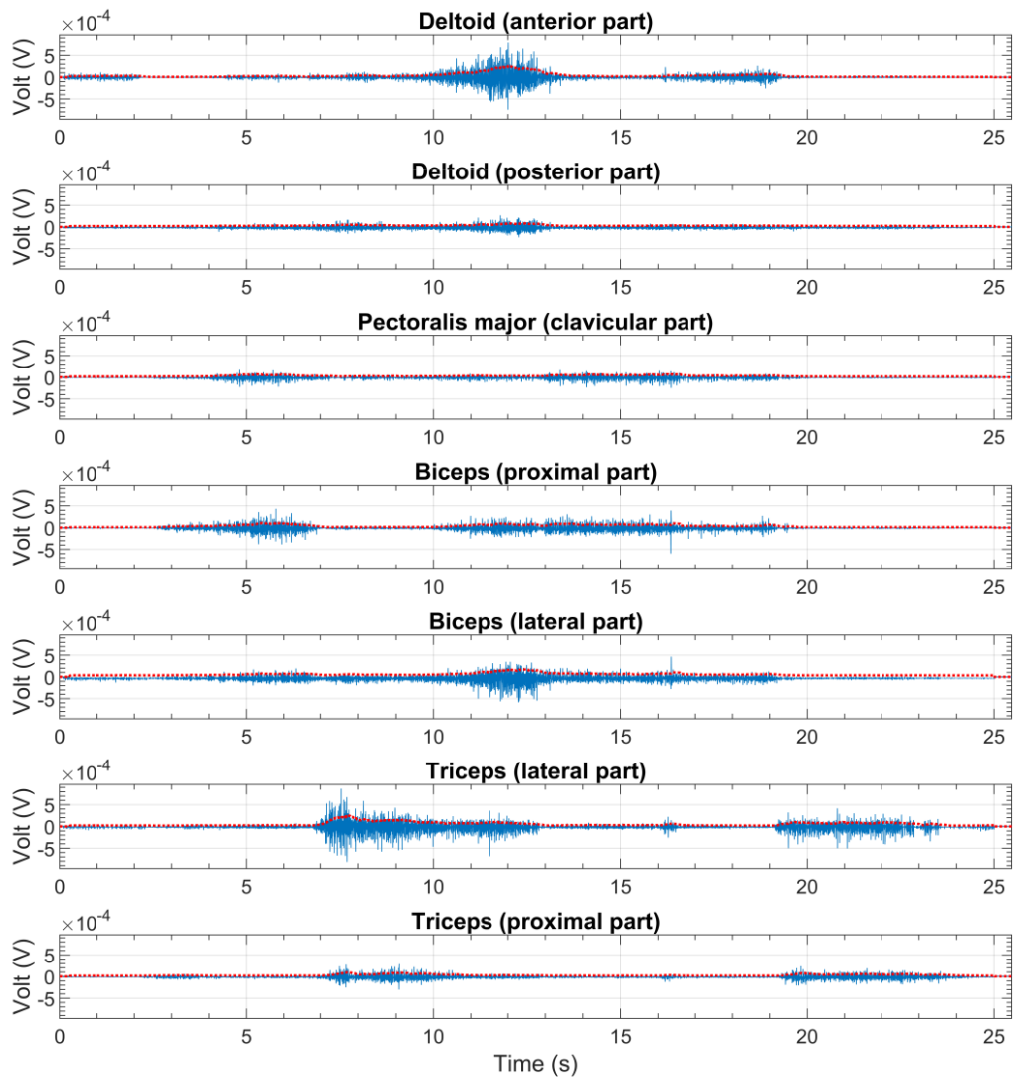 ×10⁻⁴ Deltoid (anterior part)
Volt (V)
5
0
-5
0 5 10 15 20 25
×10⁻⁴ Deltoid (posterior part)
Volt (V)
5
0
-5
0 5 10 15 20 25
×10⁻⁴ Pectoralis major (clavicular part)
Volt (V)
5
0
-5
0 5 10 15 20 25
×10⁻⁴ Biceps (proximal part)
Volt (V)
5
0
-5
0 5 10 15 20 25
×10⁻⁴ Biceps (lateral part)
Volt (V)
5
0
-5
0 5 10 15 20 25
×10⁻⁴ Triceps (lateral part)
Volt (V)
5
0
-5
0 5 10 15 20 25
×10⁻⁴ Triceps (proximal part)
Volt (V)
5
0
-5
0 5 10 15 20 25
Time (s)